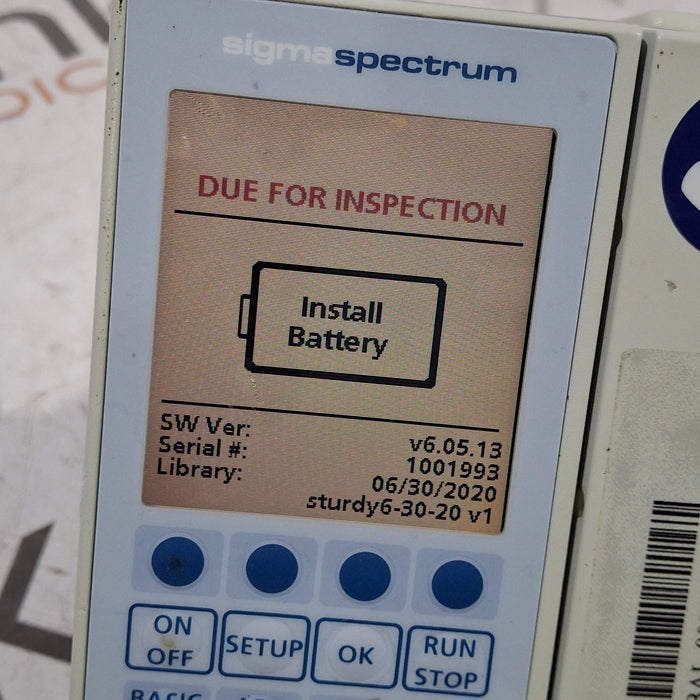 sigmaspectrum
DUE FOR INSPECTION
Install
Battery
SW Ver: v6.05.13
Serial #: 1001993
Library: 06/30/2020
sturdy6-30-20 v1
ON
OFF
SETUP
OK
RUN
STOP
BASIC